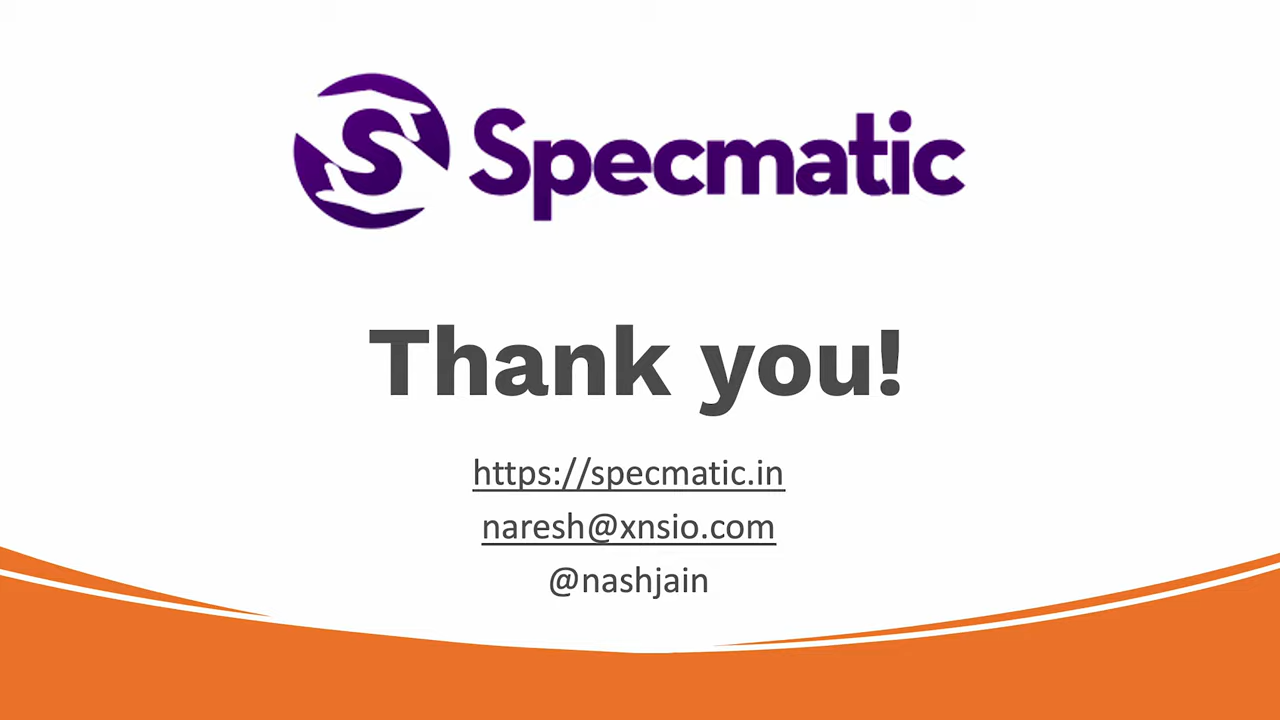 Specmatic
Thank you!
https://specmatic.in
naresh@xnsio.com
@nashjain